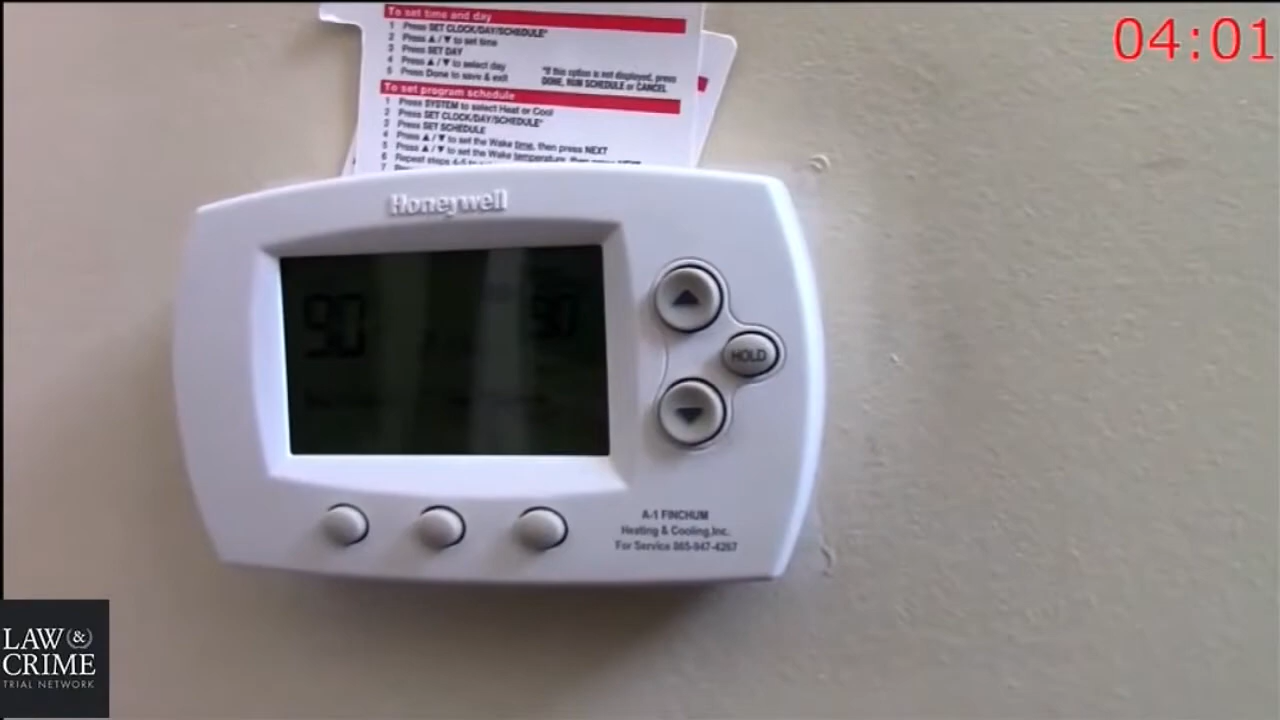 04:01
To set time and day
1 Press SET CLOCK/DAY/SCHEDULE*
2 Press ▲/▼ to set time
3 Press SET DAY
4 Press ▲/▼ to select day
5 Press Done to save & exit
*If this option is not displayed, press
DONE, RUN SCHEDULE or CANCEL
To set program schedule
1 Press SYSTEM to select Heat or Cool
2 Press SET CLOCK/DAY/SCHEDULE*
3 Press SET SCHEDULE
4 Press ▲/▼ to set the Wake time, then press NEXT
5 Press ▲/▼ to set the Wake temperature, then press NEXT
6 Repeat steps 4-5 to
7
Honeywell
90 90
HOLD
A-1 FINCHUM
Heating & Cooling,Inc.
For Service 865-947-4267
LAW & CRIME
TRIAL NETWORK